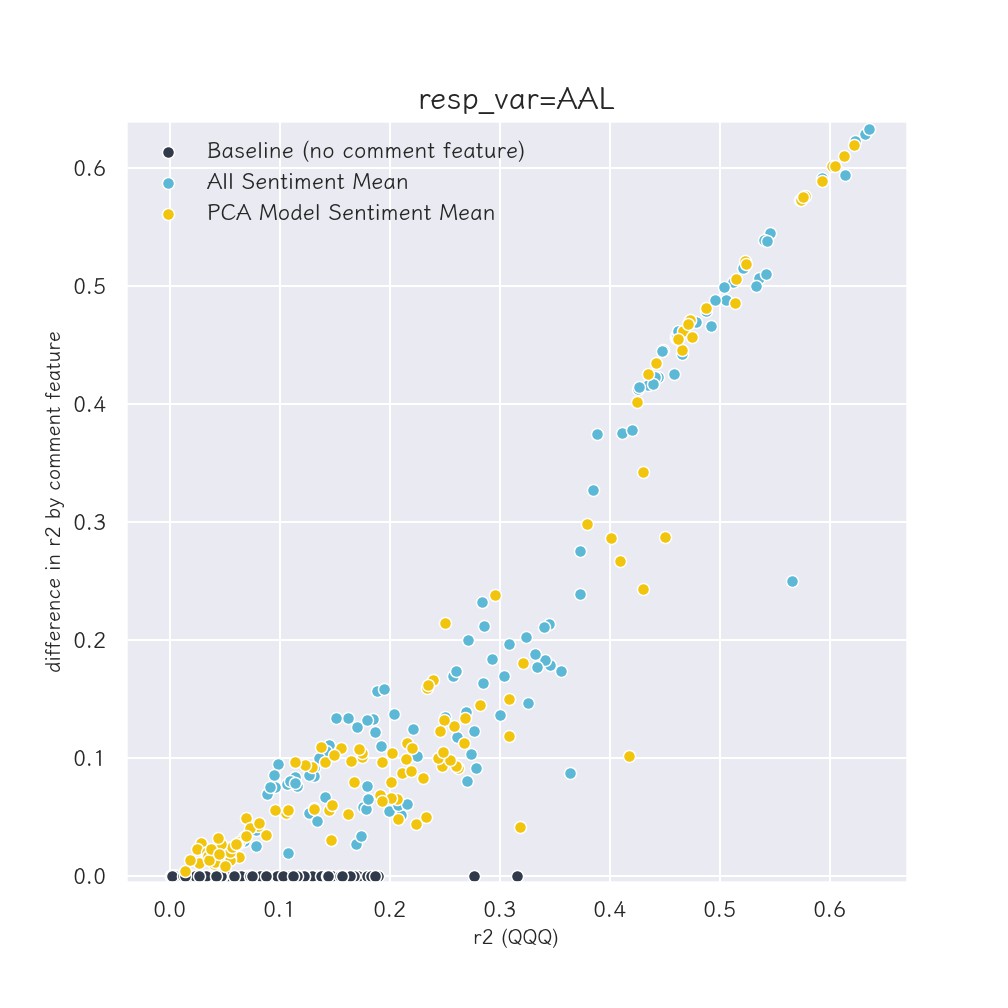 resp_var=AAL
Baseline (no comment feature)
All Sentiment Mean
PCA Model Sentiment Mean
difference in r2 by comment feature
0.6
0.5
0.4
0.3
0.2
0.1
0.0
0.0 0.1 0.2 0.3 0.4 0.5 0.6
r2 (QQQ)